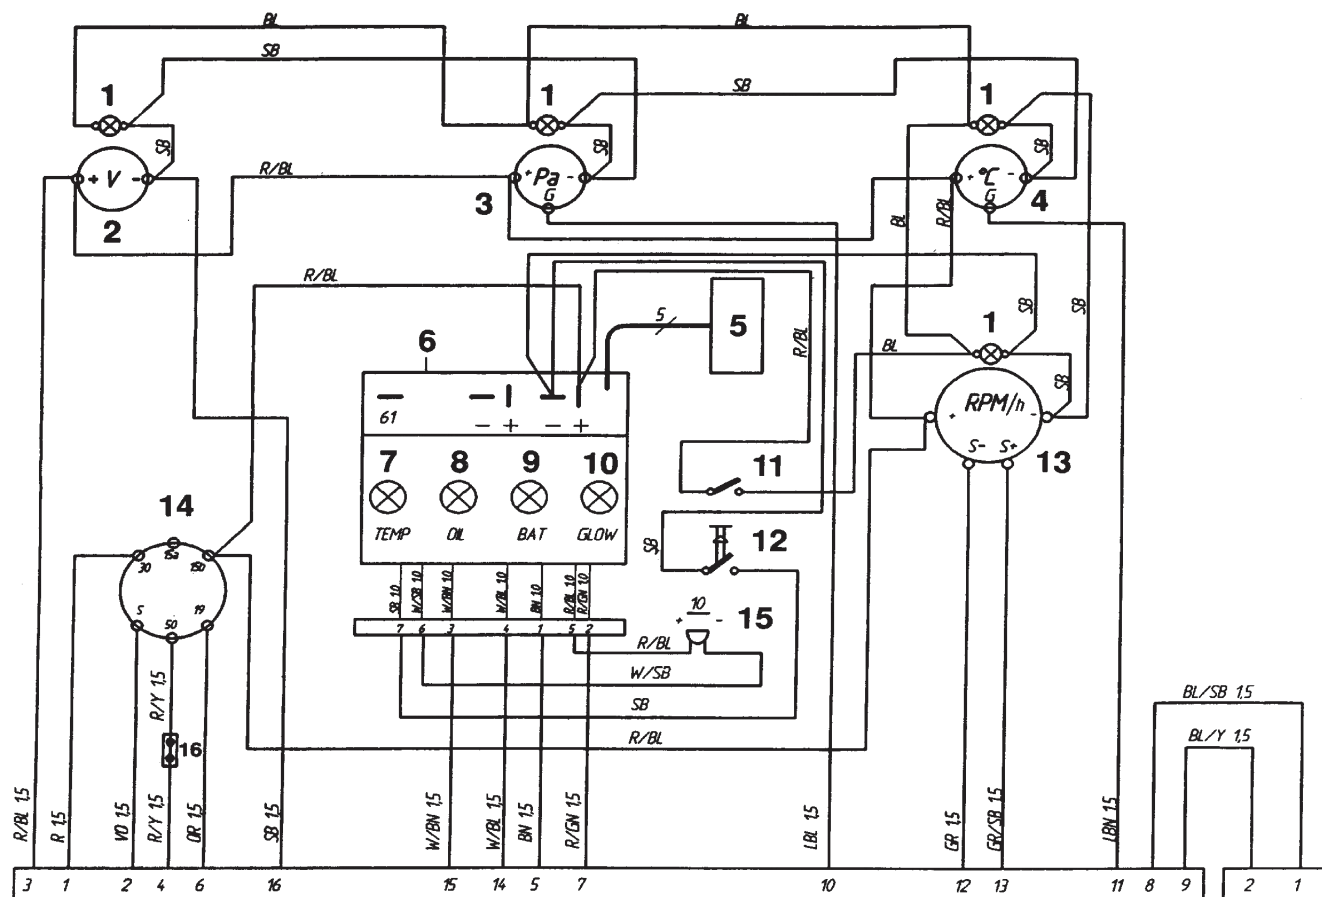 BL
BL
SB
SB
1
1
1
SB
SB
SB
+ V -
R/BL
+ Pa -
G
+ °C -
G
2
3
4
BL
R/BL
R/BL
5
5
R/BL
SB
SB
1
6
BL
SB
61
- + - +
+ RPM/h -
S- S+
7 8 9 10
11
13
14
TEMP OIL BAT GLOW
12
SB
30 15a 15b
S 50 19
SB 1.0
W/SB 1.0
W/BN 1.0
W/BL 1.0
BN 1.0
R/BL 1.0
R/GN 1.0
10
+ -
15
7 6 3 4 1 5 2
R/BL
W/SB
SB
R/BL
R/Y 1,5
16
BL/SB 1,5
BL/Y 1,5
R/BL 1,5
R 1,5
VO 1,5
R/Y 1,5
OR 1,5
SB 1,5
W/BN 1,5
W/BL 1,5
BN 1,5
R/GN 1,5
LBL 1,5
GR 1,5
GR/SB 1,5
LBN 1,5
3 1 2 4 6 16 15 14 5 7 10 12 13 11 8 9 2 1